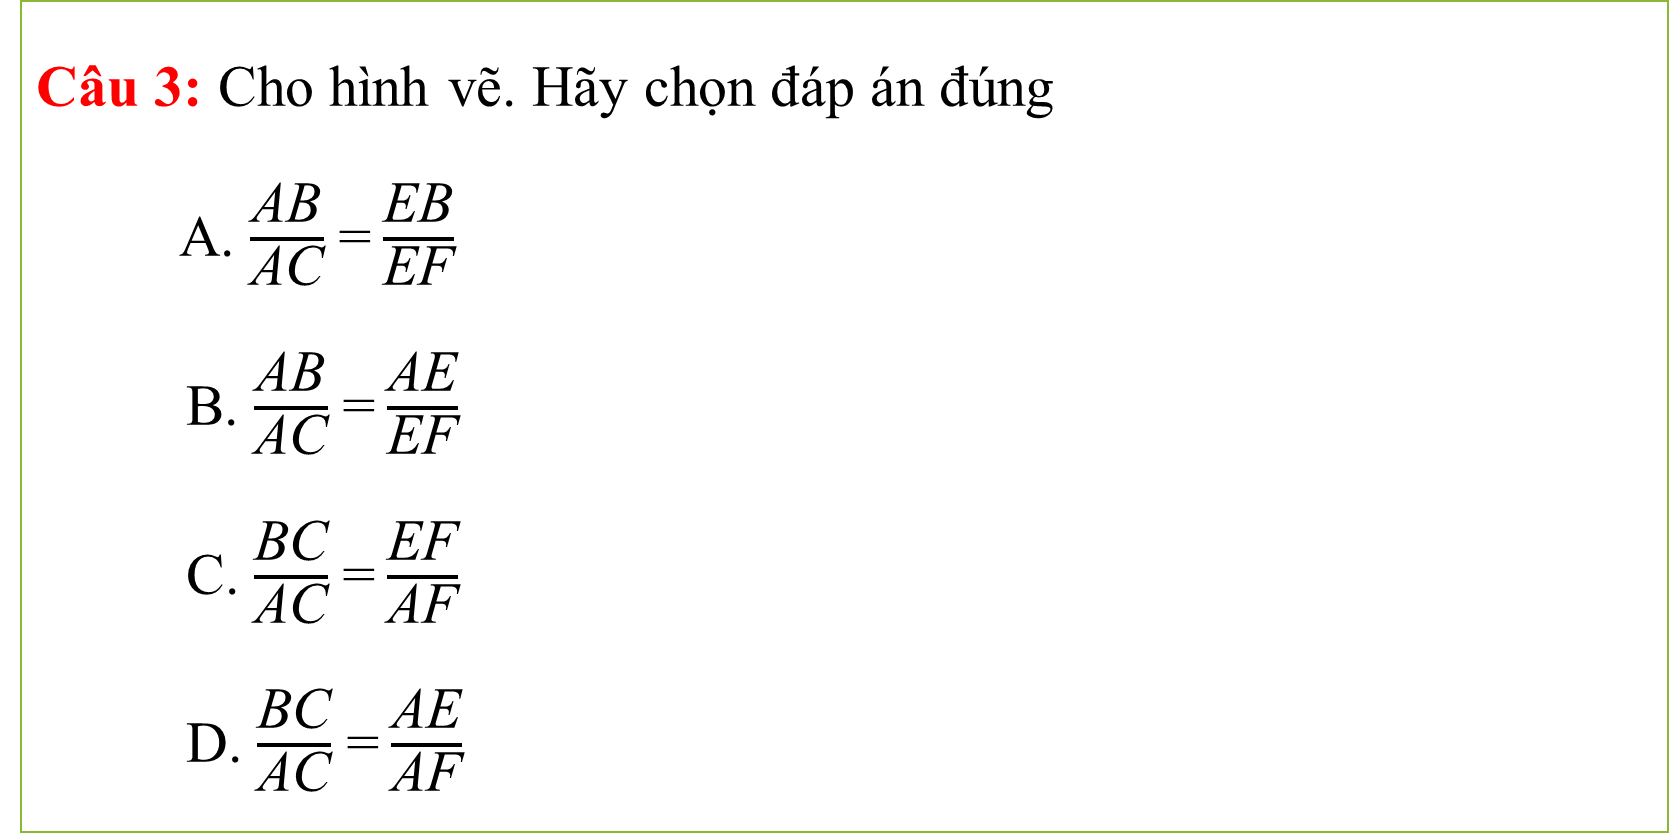 Câu 3: Cho hình vẽ. Hãy chọn đáp án đúng
A. AB/AC = EB/EF
B. AB/AC = AE/EF
C. BC/AC = EF/AF
D. BC/AC = AE/AF